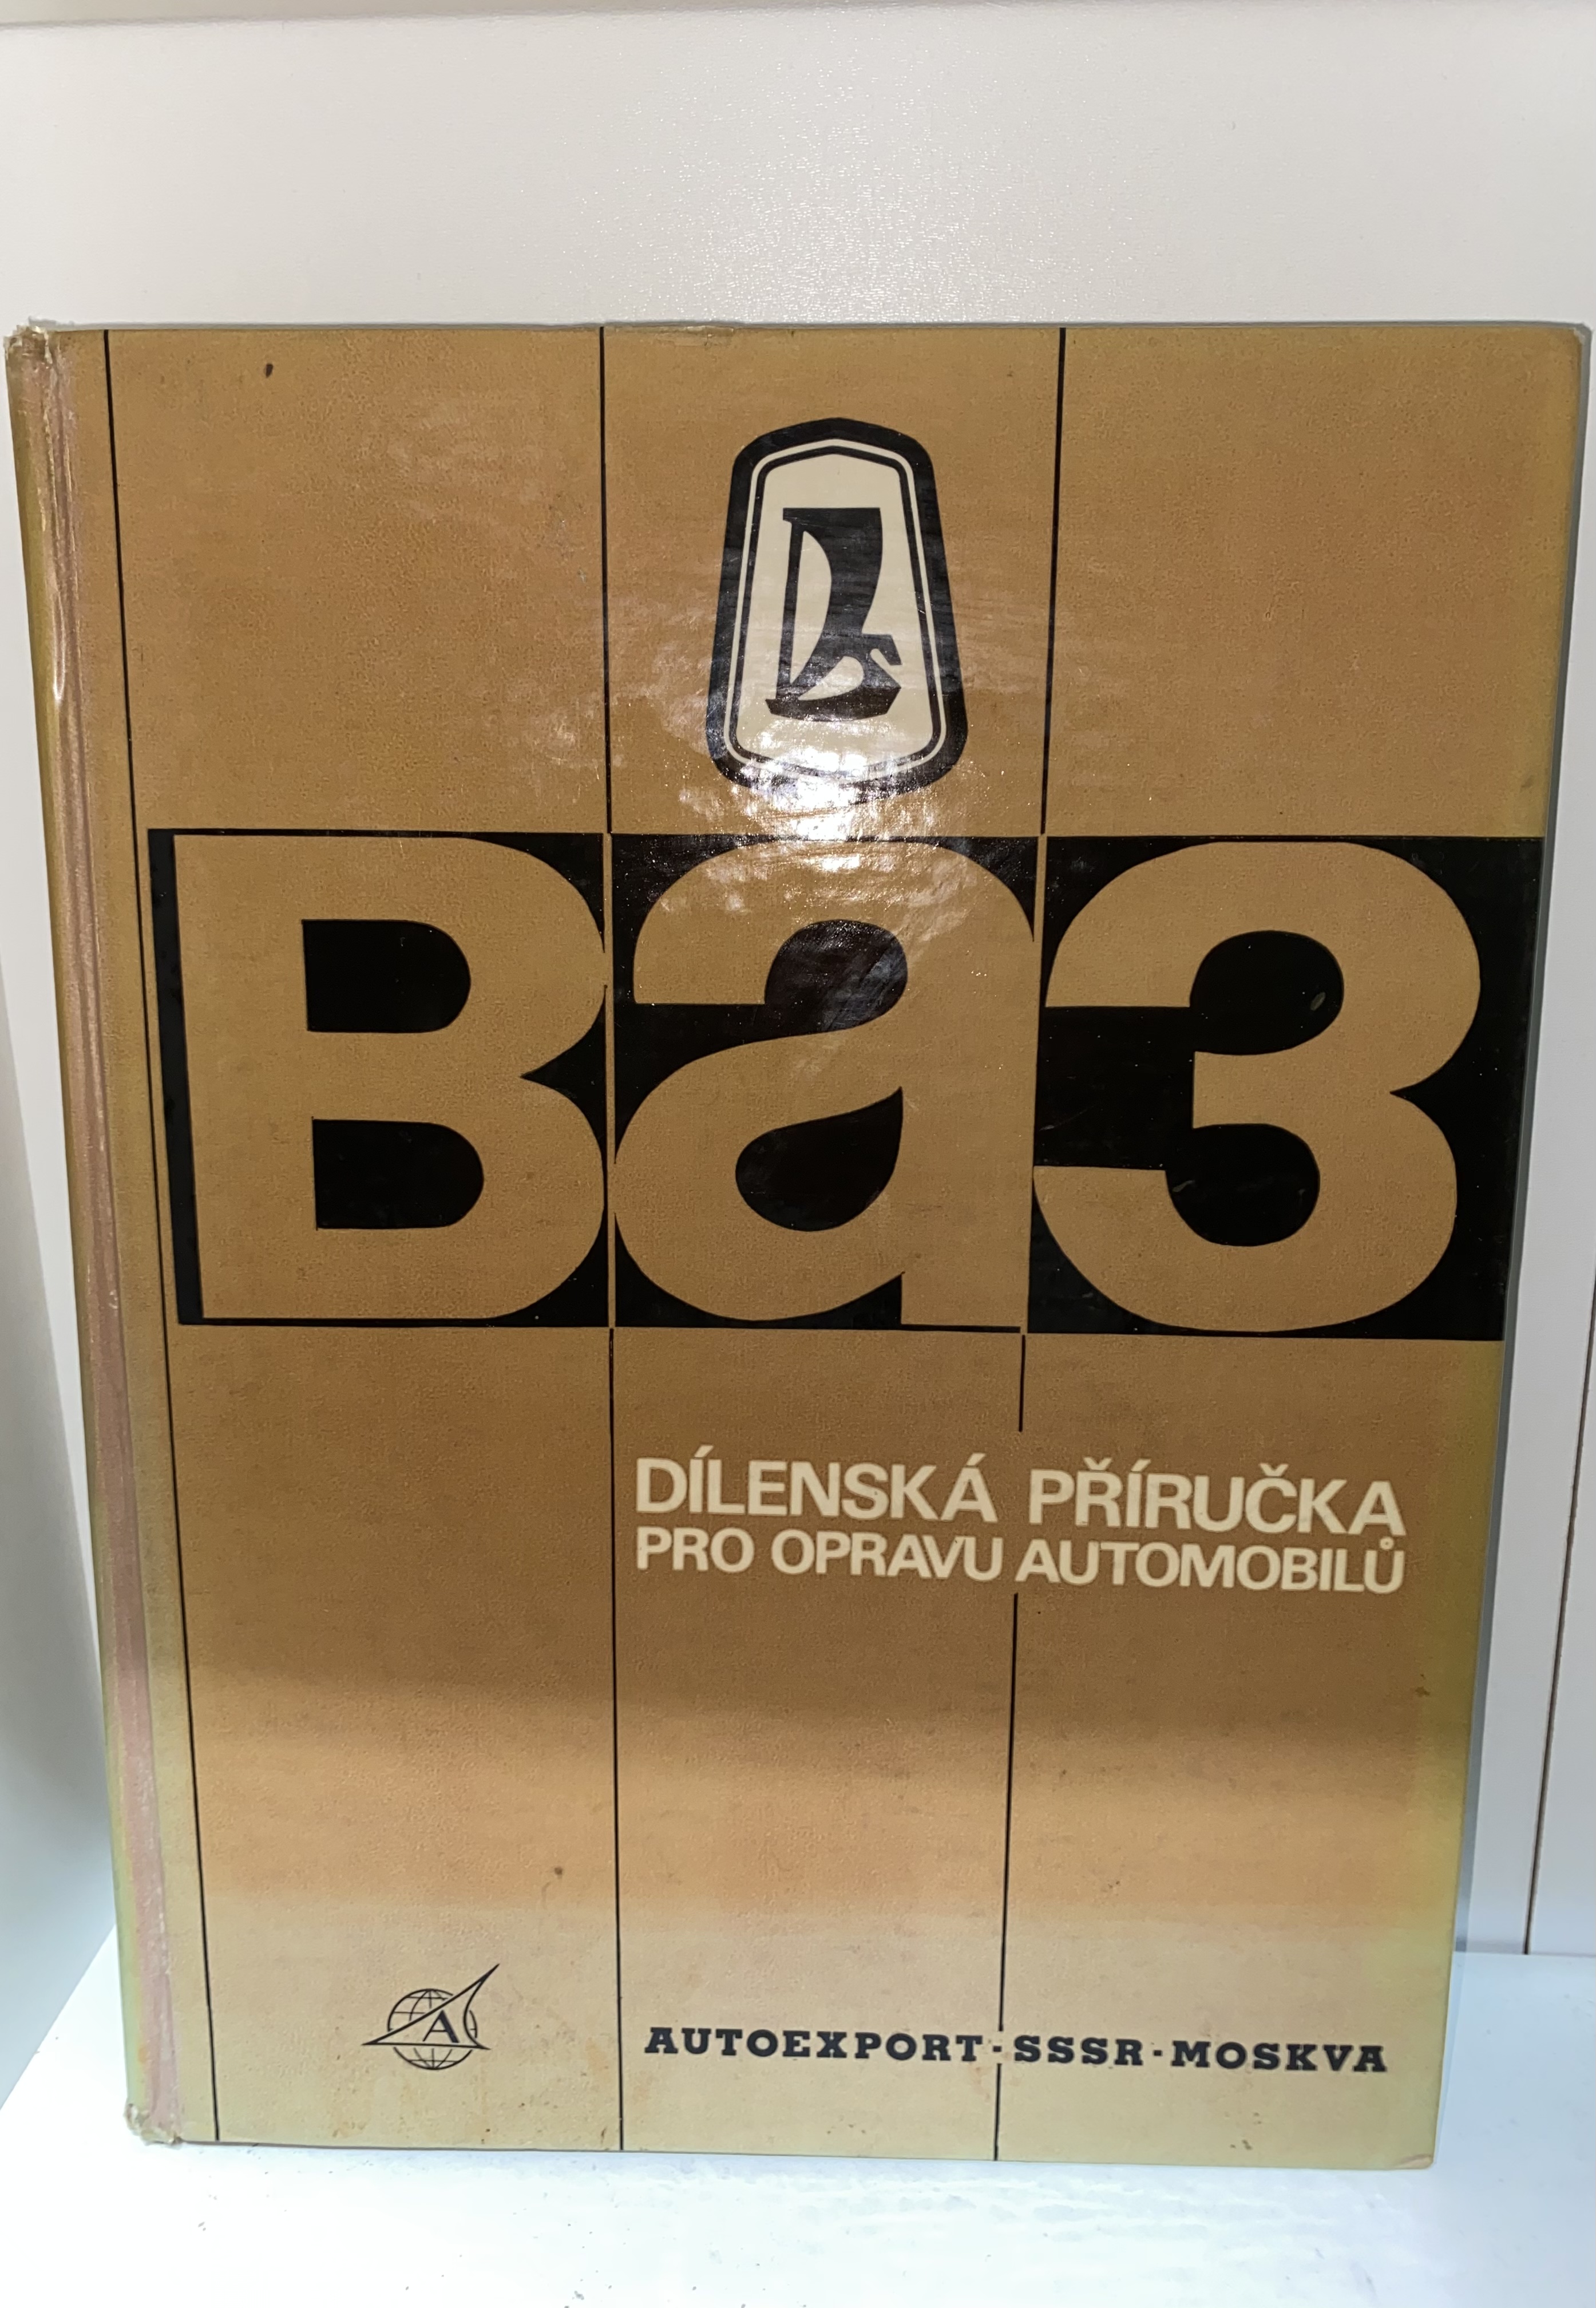 ВАЗ
DÍLENSKÁ PŘÍRUČKA
PRO OPRAVU AUTOMOBILŮ
A
AUTOEXPORT·SSSR·MOSKVA